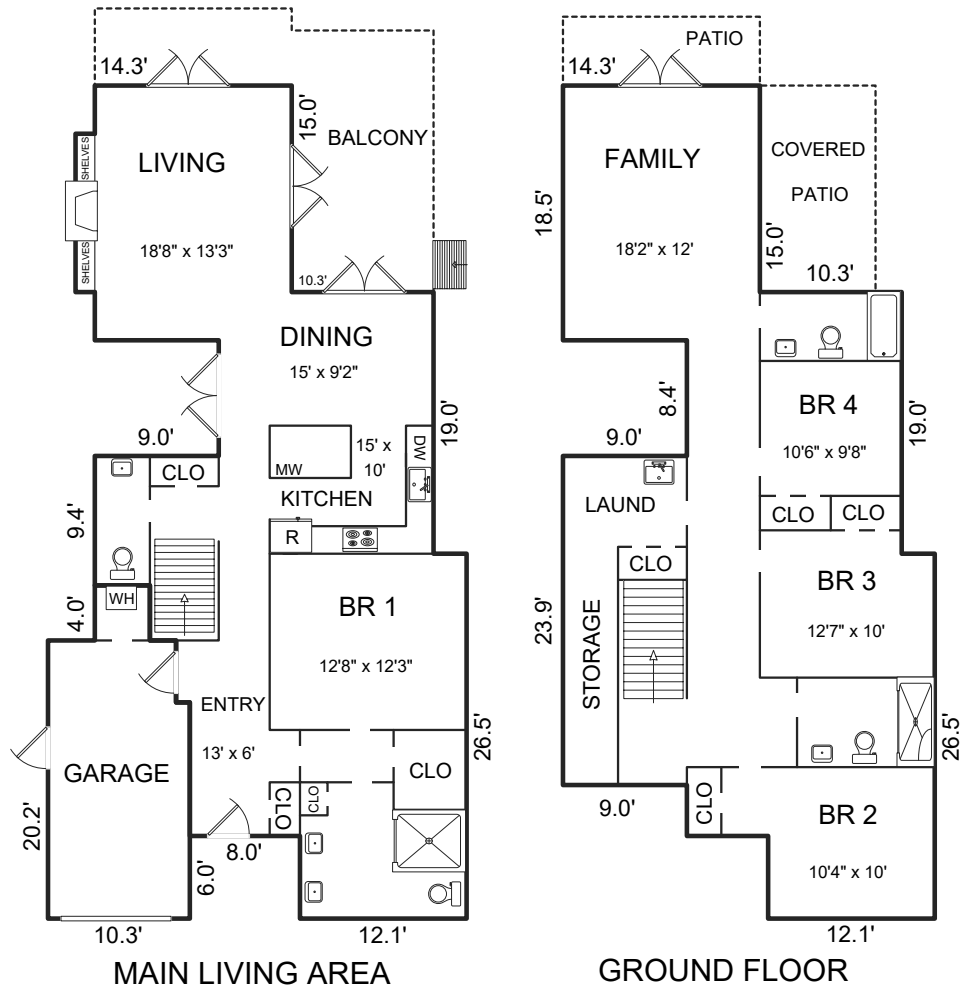 14.3'
15.0'
BALCONY
SHELVES
LIVING
18'8" x 13'3"
SHELVES
10.3'
DINING
15' x 9'2"
19.0'
9.0'
CLO
MW
15' x
10'
DW
KITCHEN
R
9.4'
WH
4.0'
BR 1
12'8" x 12'3"
ENTRY
13' x 6'
26.5'
GARAGE
CLO
CLO
CLO
20.2'
8.0'
6.0'
10.3'
12.1'
MAIN LIVING AREA
PATIO
14.3'
FAMILY
18'2" x 12'
COVERED
PATIO
18.5'
15.0'
10.3'
8.4'
9.0'
BR 4
10'6" x 9'8"
19.0'
LAUND
CLO
CLO
CLO
BR 3
12'7" x 10'
23.9'
STORAGE
26.5'
9.0'
CLO
BR 2
10'4" x 10'
12.1'
GROUND FLOOR